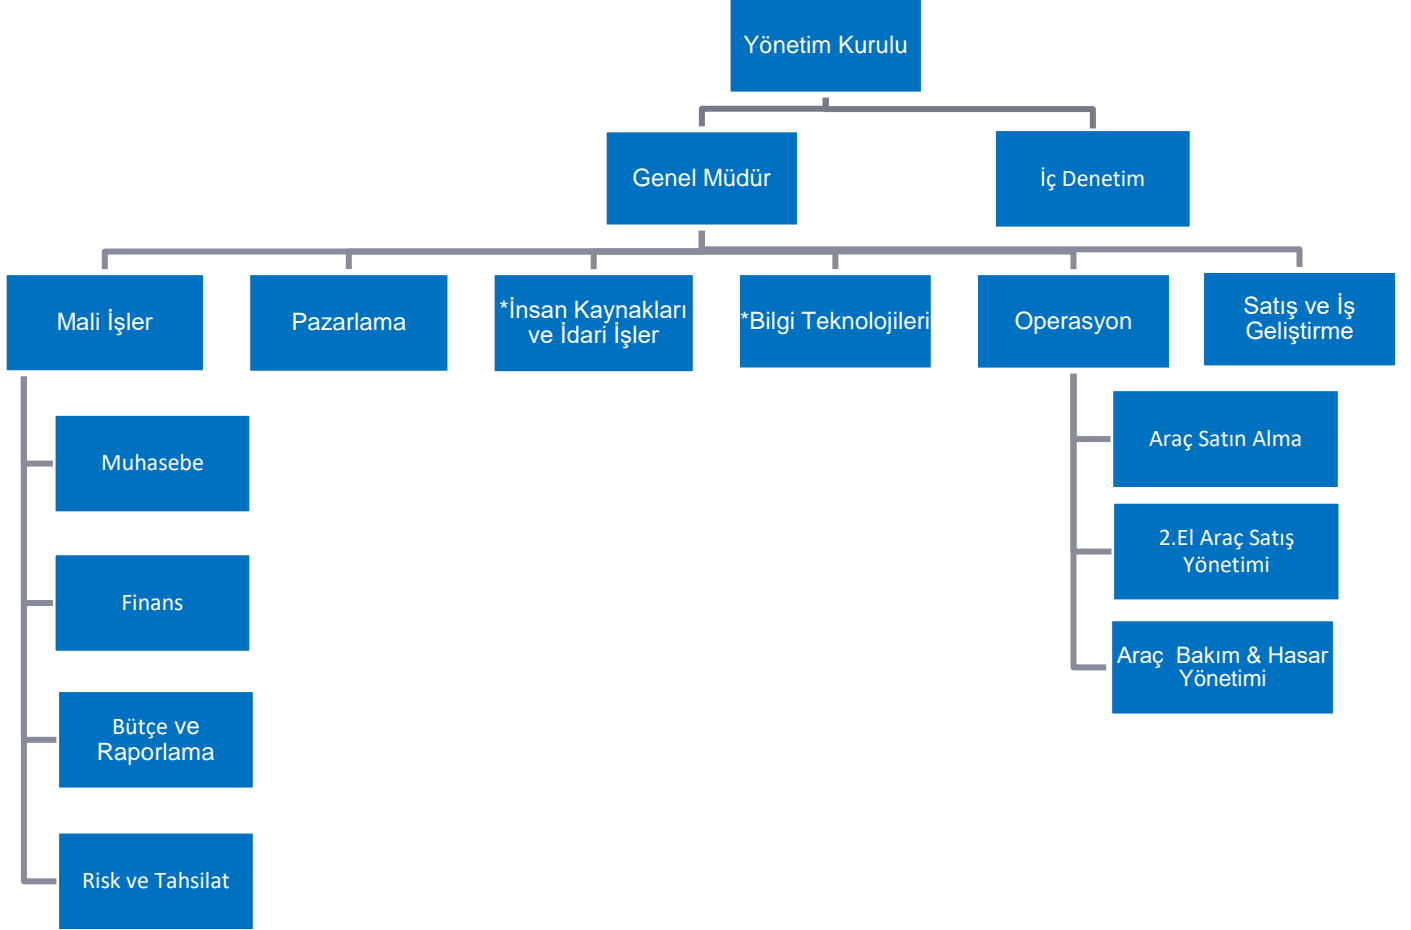 Yönetim Kurulu
Genel Müdür
İç Denetim
Mali İşler
Pazarlama
*İnsan Kaynakları
ve İdari İşler
*Bilgi Teknolojileri
Operasyon
Satış ve İş
Geliştirme
Muhasebe
Finans
Bütçe ve
Raporlama
Risk ve Tahsilat
Araç Satın Alma
2.El Araç Satış
Yönetimi
Araç  Bakım & Hasar
Yönetimi